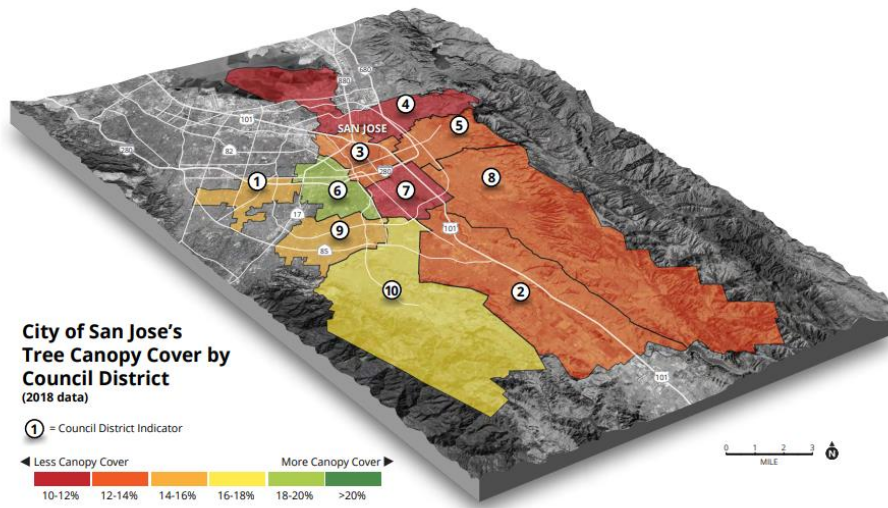 880
680
4
101
SAN JOSE
5
280
82
3
1
280
8
6
7
17
9
101
85
10
2
City of San Jose's
Tree Canopy Cover by
Council District
(2018 data)
1 = Council District Indicator
101
Less Canopy Cover More Canopy Cover
10-12% 12-14% 14-16% 16-18% 18-20% >20%
0 1 2 3
MILE
N